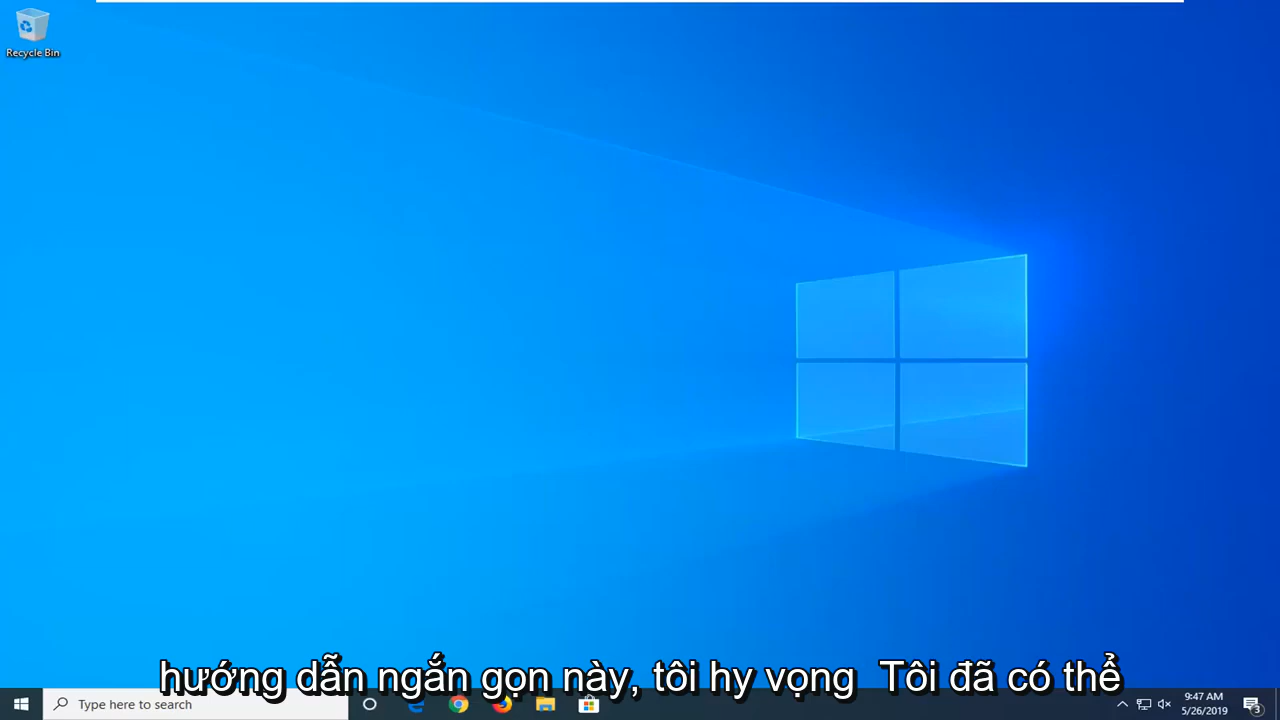 Recycle Bin
hướng dẫn ngắn gọn này, tôi hy vọng Tôi đã có thể
Type here to search
9:47 AM
5/26/2019
3